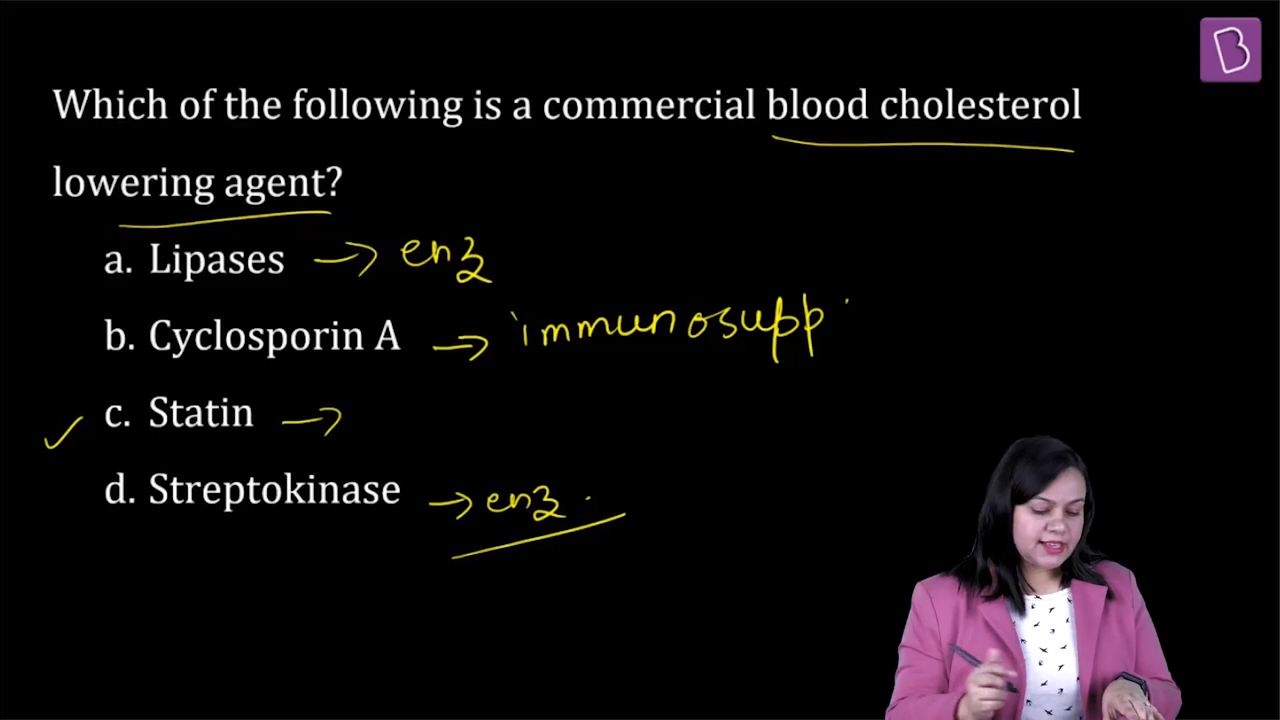 B
Which of the following is a commercial blood cholesterol
lowering agent?
a. Lipases → enz
b. Cyclosporin A → immunosupp.
c. Statin →
d. Streptokinase → enz.